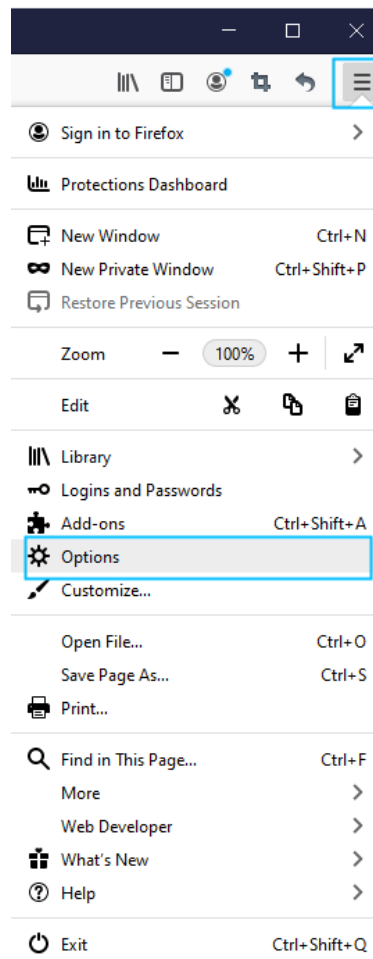 Sign in to Firefox
Protections Dashboard
New Window Ctrl+N
New Private Window Ctrl+Shift+P
Restore Previous Session
Zoom 100%
Edit
Library
Logins and Passwords
Add-ons Ctrl+Shift+A
Options
Customize...
Open File... Ctrl+O
Save Page As... Ctrl+S
Print...
Find in This Page... Ctrl+F
More
Web Developer
What's New
Help
Exit Ctrl+Shift+Q